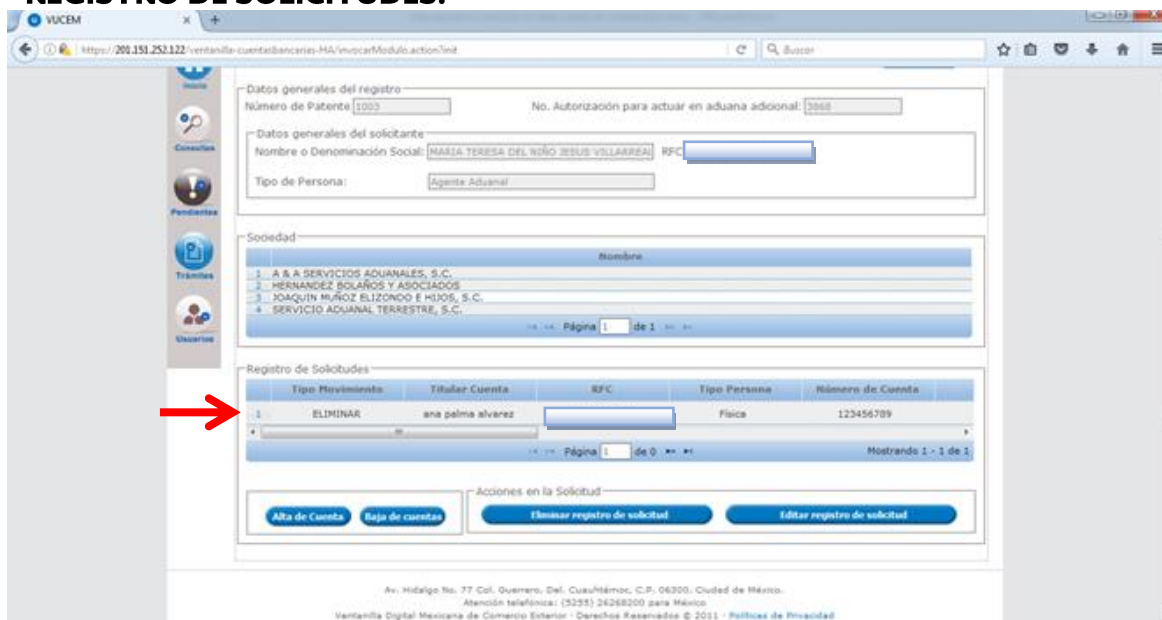 REGISTRO DE SOLICITUDES.
VUCEM
https://201.151.252.122/ventanilla-cuentasbancarias-HA/invocarModulo.action?init
Buscar
Inicio
Datos generales del registro
Número de Patente 1003 No. Autorización para actuar en aduana adicional: 3868
Consultas
Datos generales del solicitante
Nombre o Denominación Social: MARIA TERESA DEL NIÑO JESUS VILLARREAL RFC
Tipo de Persona: Agente Aduanal
Pendientes
Sociedad
Nombre
Trámites
1 A & A SERVICIOS ADUANALES, S.C.
2 HERNANDEZ BOLAÑOS Y ASOCIADOS
3 JOAQUIN MUÑOZ ELIZONDO E HIJOS, S.C.
4 SERVICIO ADUANAL TERRESTRE, S.C.
Página 1 de 1
Usuarios
Registro de Solicitudes
Tipo Movimiento Titular Cuenta RFC Tipo Persona Número de Cuenta
1 ELIMINAR ana palma alvarez Fisica 123456789
Página 1 de 0 Mostrando 1 - 1 de 1
Acciones en la Solicitud
Alta de Cuenta Baja de cuentas Eliminar registro de solicitud Editar registro de solicitud
Av. Hidalgo No. 77 Col. Guerrero, Del. Cuauhtémoc, C.P. 06300, Ciudad de México.
Atención telefónica: (5255) 26268200 para México
Ventanilla Digital Mexicana de Comercio Exterior - Derechos Reservados © 2011 - Políticas de Privacidad